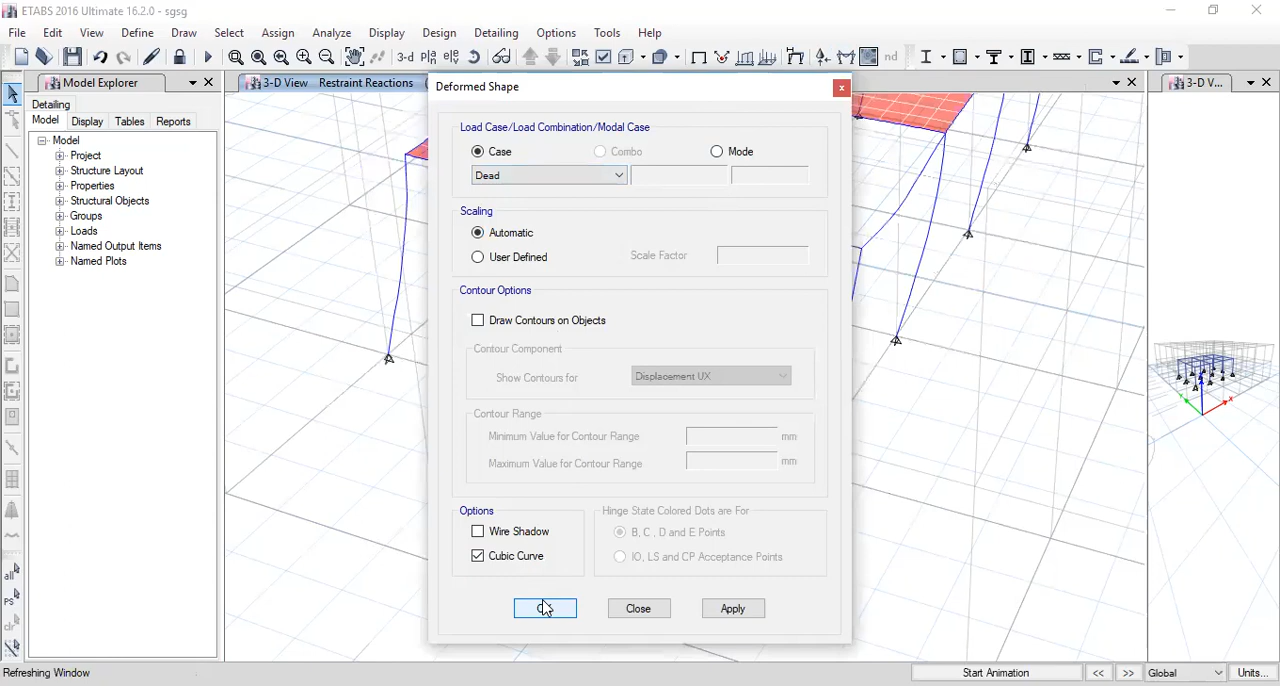 ETABS 2016 Ultimate 16.2.0 - sgsg
File Edit View Define Draw Select Assign Analyze Display Design Detailing Options Tools Help
3-d nd
Model Explorer
3-D View Restraint Reactions
3-D V...
Detailing
Model Display Tables Reports
Model
Project
Structure Layout
Properties
Structural Objects
Groups
Loads
Named Output Items
Named Plots
all
PS
clr
Deformed Shape
x
Load Case/Load Combination/Modal Case
Case Combo Mode
Dead
Scaling
Automatic
User Defined Scale Factor
Contour Options
Draw Contours on Objects
Contour Component
Show Contours for Displacement UX
Contour Range
Minimum Value for Contour Range mm
Maximum Value for Contour Range mm
Options
Wire Shadow
Cubic Curve
Hinge State Colored Dots are For
B, C , D and E Points
IO, LS and CP Acceptance Points
Close Apply
X
Y
Refreshing Window
Start Animation << >> Global Units...